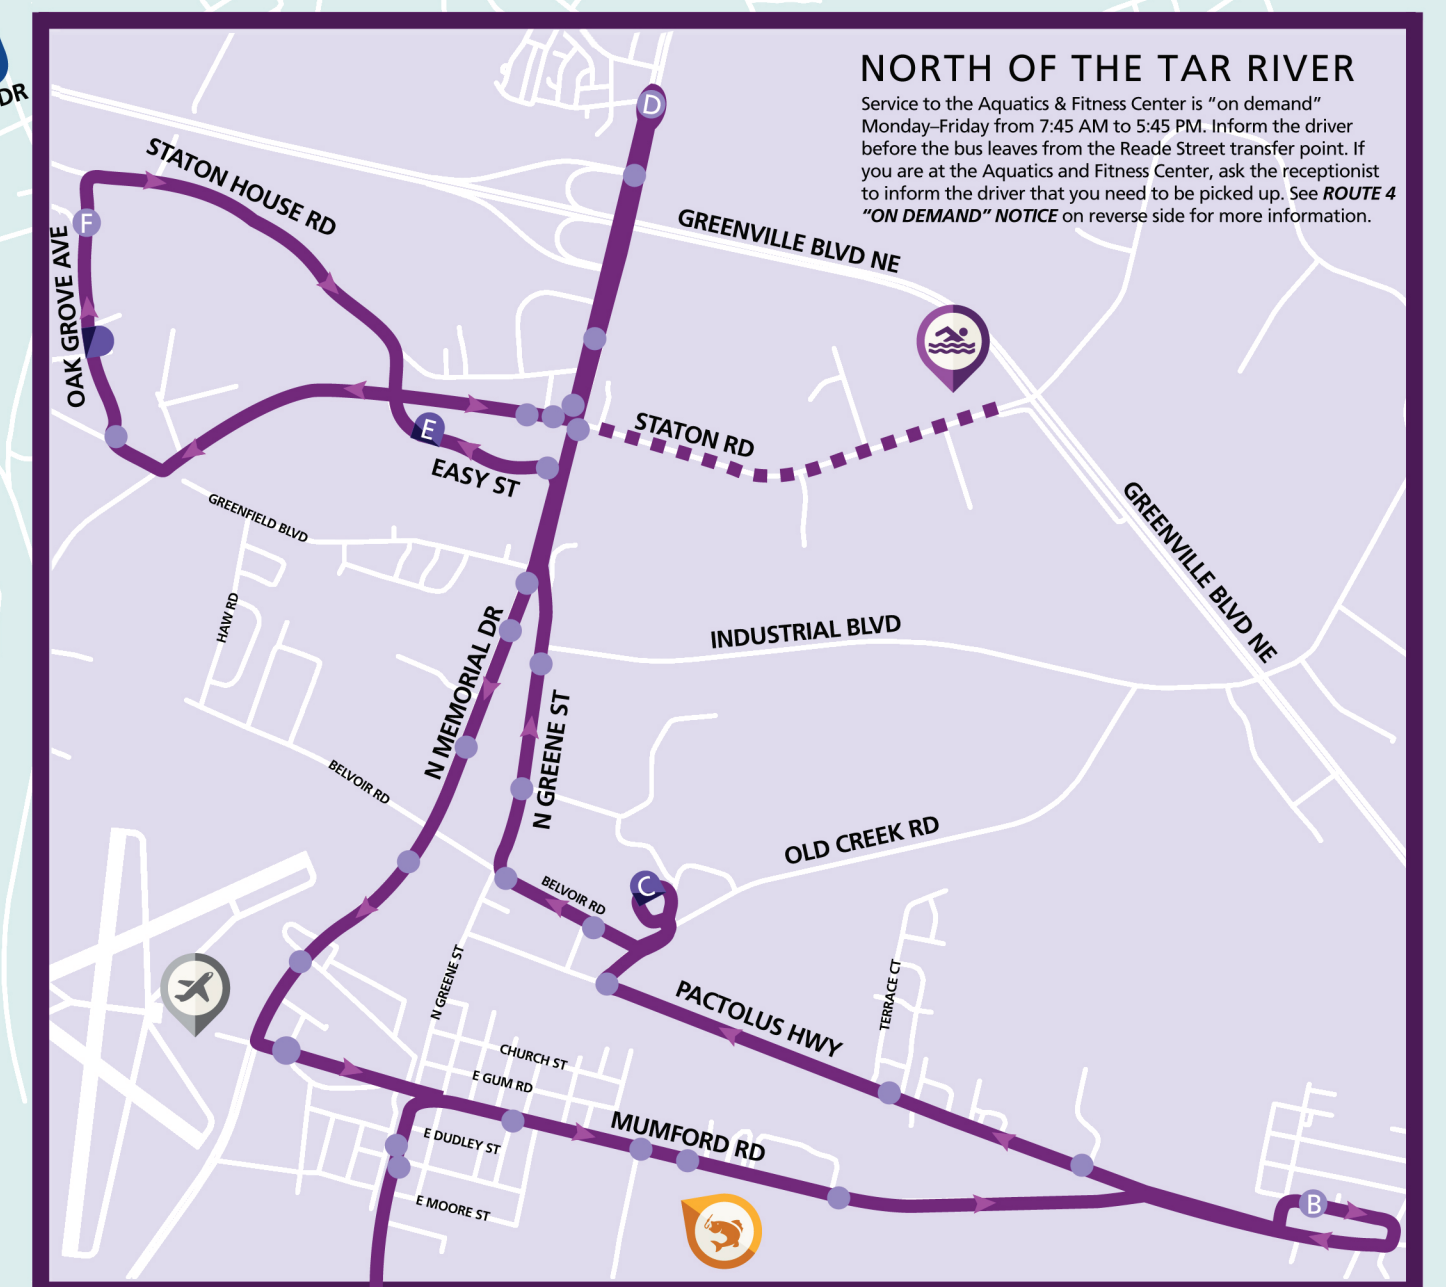 NORTH OF THE TAR RIVER
Service to the Aquatics & Fitness Center is “on demand”
Monday–Friday from 7:45 AM to 5:45 PM. Inform the driver
before the bus leaves from the Reade Street transfer point. If
you are at the Aquatics and Fitness Center, ask the receptionist
to inform the driver that you need to be picked up. See ROUTE 4
“ON DEMAND” NOTICE on reverse side for more information.
DR
D
STATON HOUSE RD
F
OAK GROVE AVE
GREENVILLE BLVD NE
E
STATON RD
EASY ST
GREENFIELD BLVD
GREENVILLE BLVD NE
HAW RD
INDUSTRIAL BLVD
N MEMORIAL DR
N GREENE ST
BELVOIR RD
OLD CREEK RD
C
BELVOIR RD
N GREENE ST
PACTOLUS HWY
TERRACE CT
CHURCH ST
E GUM RD
MUMFORD RD
E DUDLEY ST
E MOORE ST
B